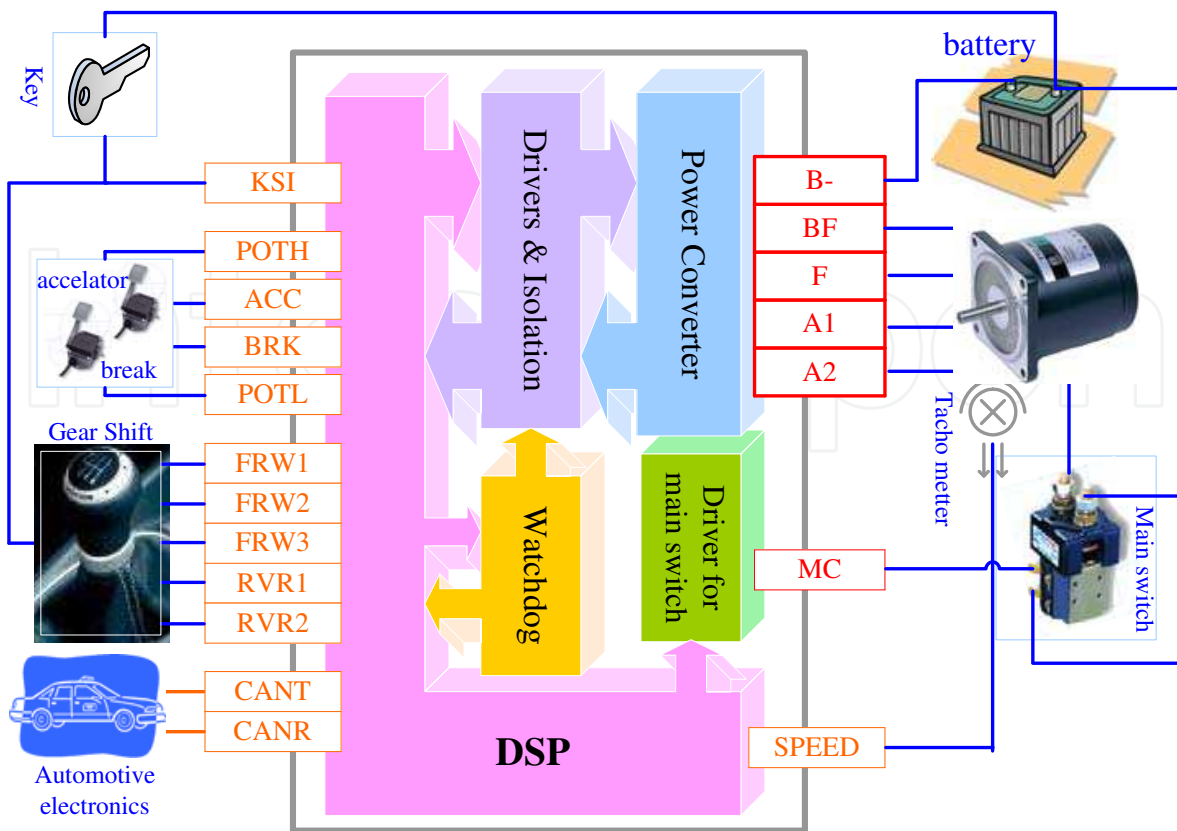 Key
battery
KSI
POTH
accelator
ACC
BRK
break
POTL
Gear Shift
FRW1
FRW2
FRW3
RVR1
RVR2
CANT
CANR
Automotive
electronics
Drivers & Isolation
Power Converter
Watchdog
Driver for
main switch
DSP
B-
BF
F
A1
A2
MC
SPEED
Tacho metter
Main switch